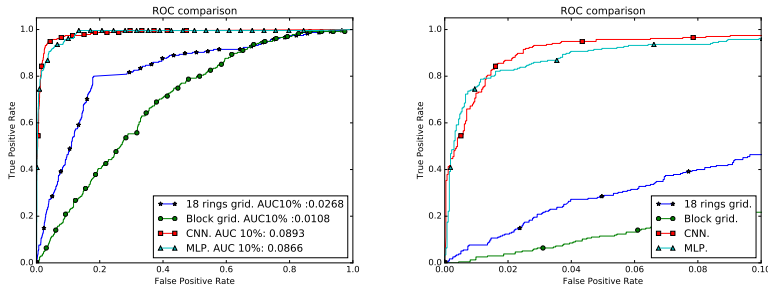 ROC comparison
1.0
0.8
0.6
0.4
0.2
0.0
True Positive Rate
18 rings grid. AUC10% :0.0268
Block grid. AUC10% :0.0108
CNN. AUC 10%: 0.0893
MLP. AUC 10%: 0.0866
0.0 0.2 0.4 0.6 0.8 1.0
False Positive Rate
ROC comparison
1.0
0.8
0.6
0.4
0.2
0.0
True Positive Rate
18 rings grid.
Block grid.
CNN.
MLP.
0.00 0.02 0.04 0.06 0.08 0.10
False Positive Rate